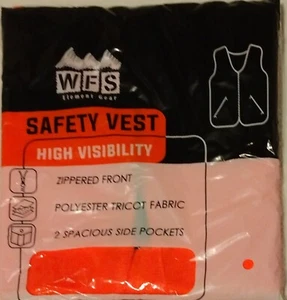 WFS
Element Gear
SAFETY VEST
HIGH VISIBILITY
ZIPPERED FRONT
POLYESTER TRICOT FABRIC
2 SPACIOUS SIDE POCKETS